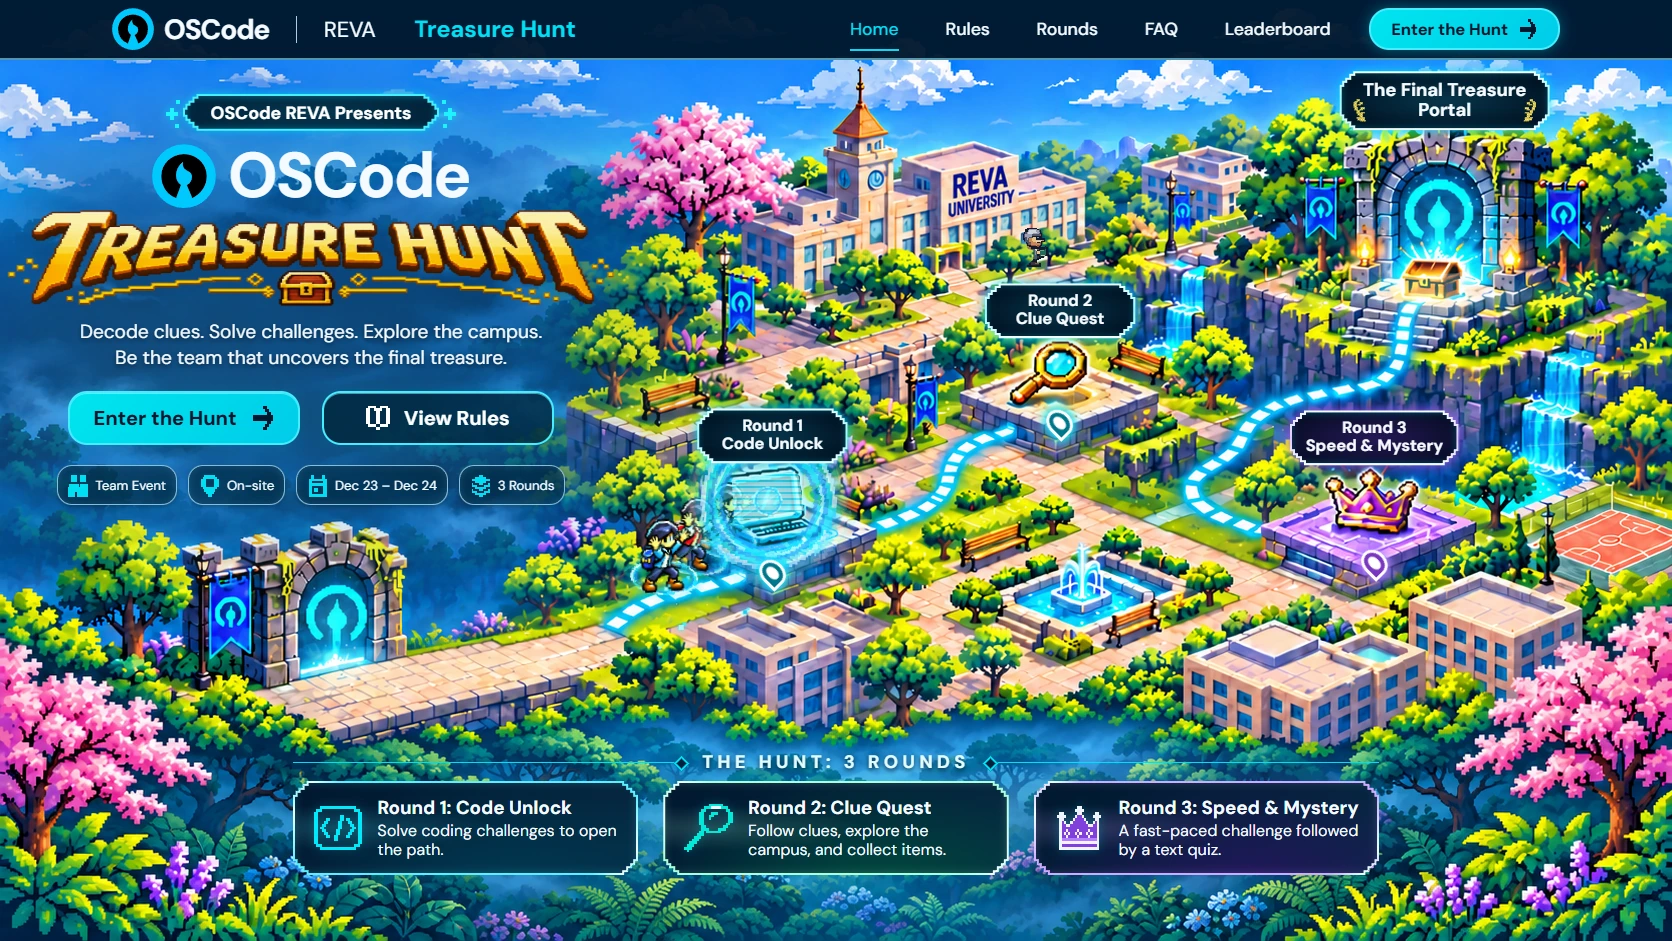 OSCode
REVA
Treasure Hunt
Home
Rules
Rounds
FAQ
Leaderboard
Enter the Hunt
OSCode REVA Presents
OSCode
TREASURE HUNT
Decode clues. Solve challenges. Explore the campus.
Be the team that uncovers the final treasure.
Enter the Hunt
View Rules
Team Event
On-site
Dec 23 – Dec 24
3 Rounds
REVA
UNIVERSITY
The Final Treasure
Portal
Round 2
Clue Quest
Round 1
Code Unlock
Round 3
Speed & Mystery
THE HUNT: 3 ROUNDS
Round 1: Code Unlock
Solve coding challenges to open
the path.
Round 2: Clue Quest
Follow clues, explore the
campus, and collect items.
Round 3: Speed & Mystery
A fast-paced challenge followed
by a text quiz.